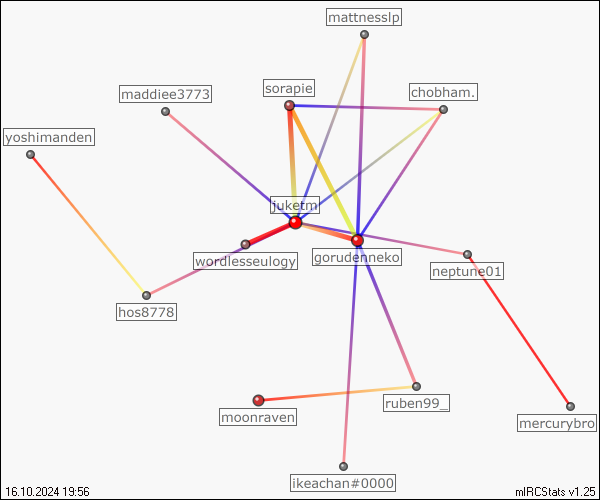 mattnesslp
sorapie
chobham.
maddiee3773
yoshimanden
juketm
wordlesseulogy
gorudenneko
neptune01
hos8778
ruben99_
moonraven
mercurybro
ikeachan#0000
16.10.2024 19:56
mIRCStats v1.25